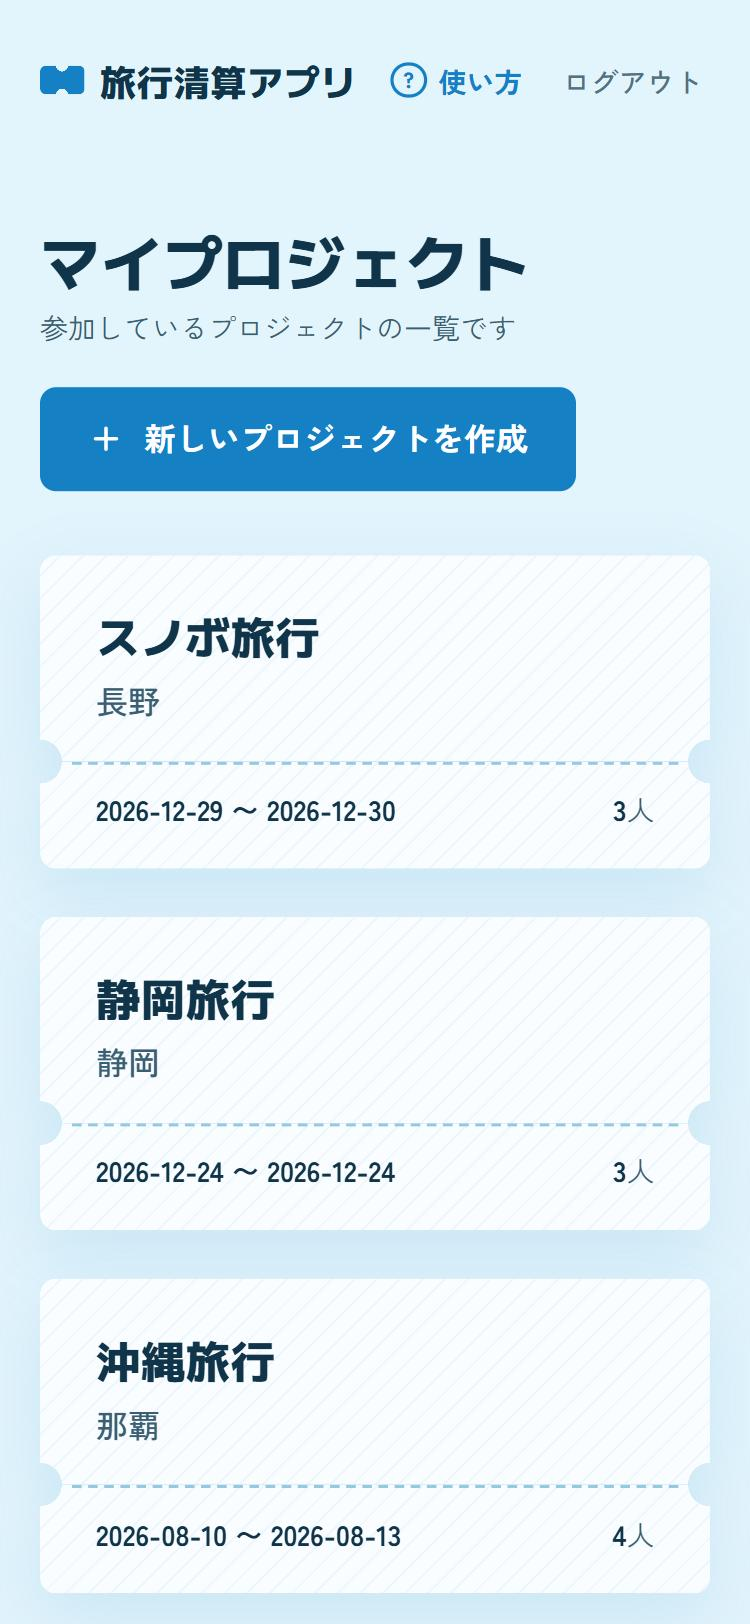 旅行清算アプリ ? 使い方 ログアウト
マイプロジェクト
参加しているプロジェクトの一覧です
＋ 新しいプロジェクトを作成
スノボ旅行
長野
2026-12-29 〜 2026-12-30 3人
静岡旅行
静岡
2026-12-24 〜 2026-12-24 3人
沖縄旅行
那覇
2026-08-10 〜 2026-08-13 4人